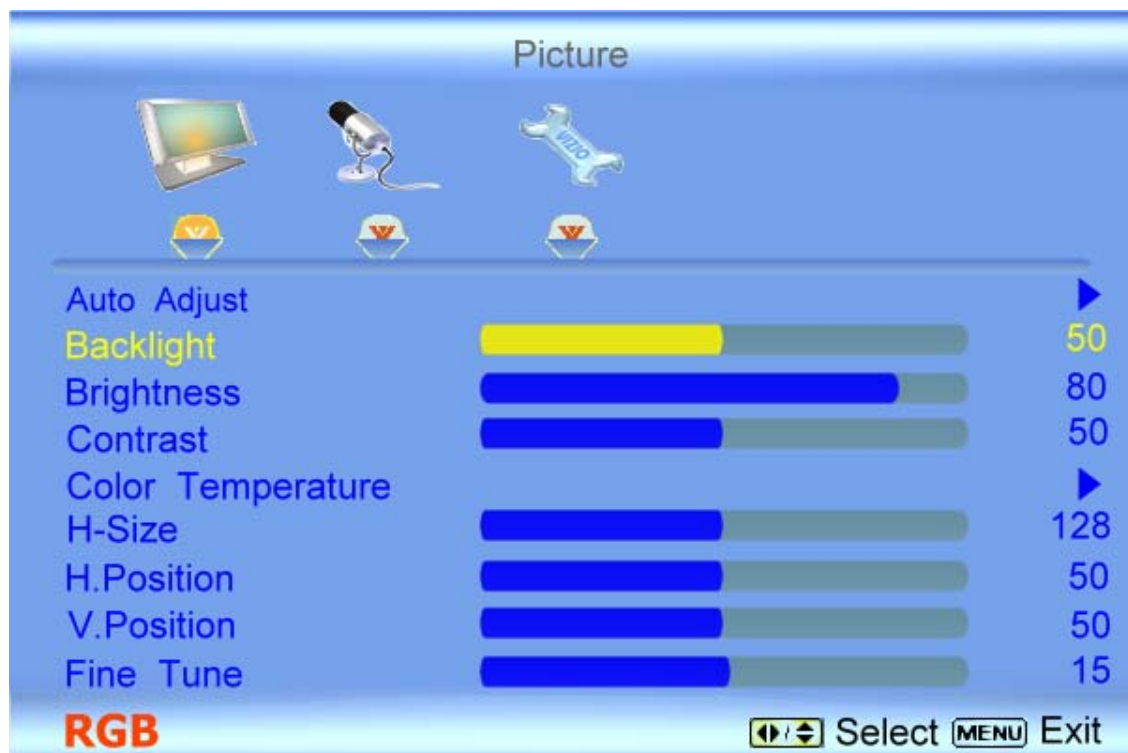 Picture
VIZIO
Auto Adjust
Backlight 50
Brightness 80
Contrast 50
Color Temperature
H-Size 128
H.Position 50
V.Position 50
Fine Tune 15
RGB Select MENU Exit